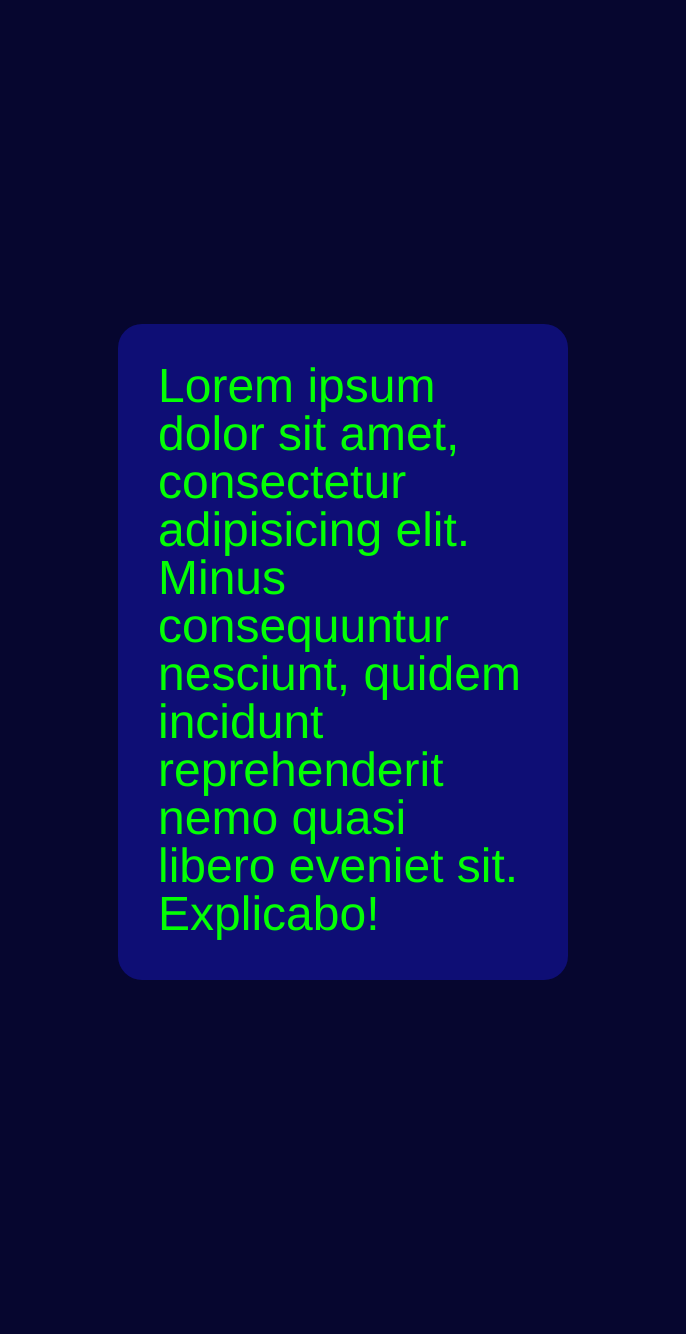 Lorem ipsum
dolor sit amet,
consectetur
adipisicing elit.
Minus
consequuntur
nesciunt, quidem
incidunt
reprehenderit
nemo quasi
libero eveniet sit.
Explicabo!